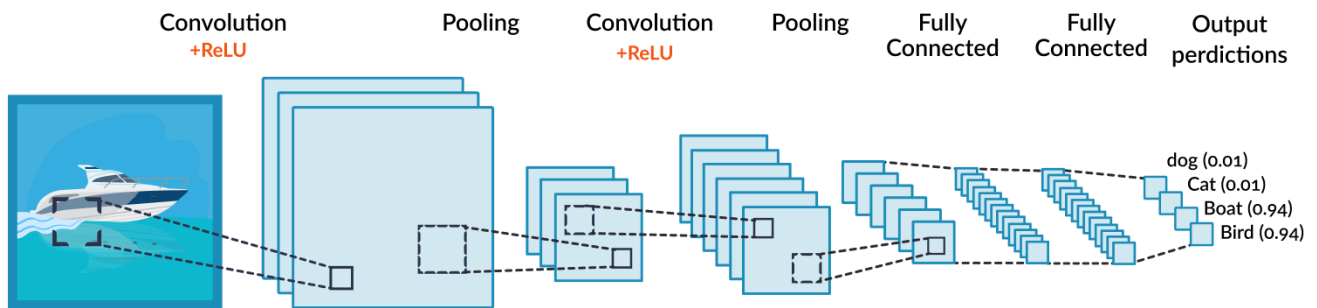 Convolution
+ReLU
Pooling
Convolution
+ReLU
Pooling
Fully
Connected
Fully
Connected
Output
perdictions
dog (0.01)
Cat (0.01)
Boat (0.94)
Bird (0.94)